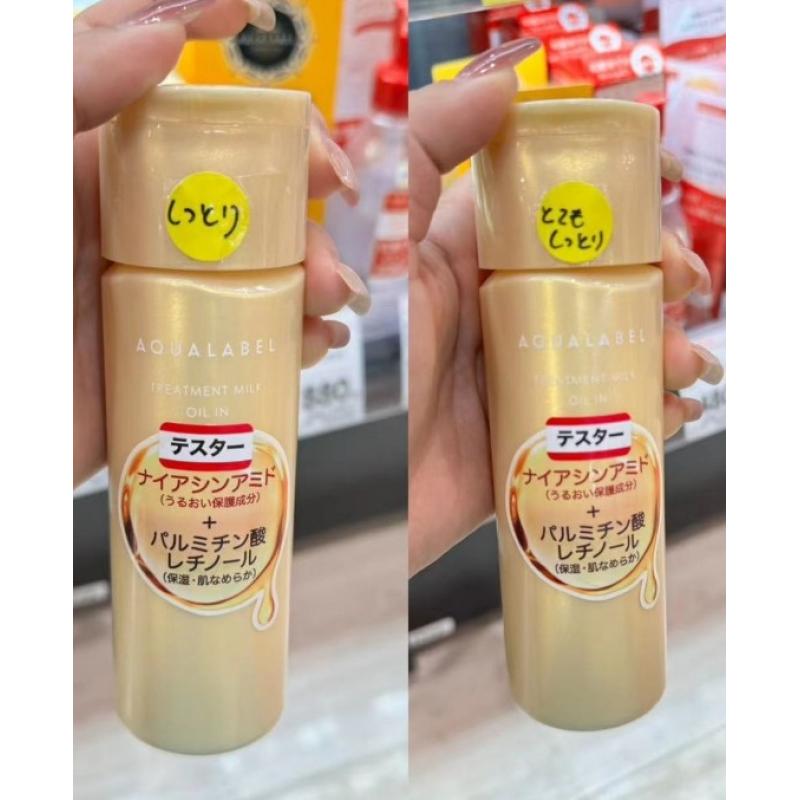 しっとり
AQUALABEL
TREATMENT MILK
OIL IN
テスター
ナイアシンアミド
(うるおい保護成分)
+
パルミチン酸
レチノール
(保湿・肌なめらか)
とても
しっとり
AQUALABEL
TREATMENT MILK
OIL IN
テスター
ナイアシンアミド
(うるおい保護成分)
+
パルミチン酸
レチノール
(保湿・肌なめらか)